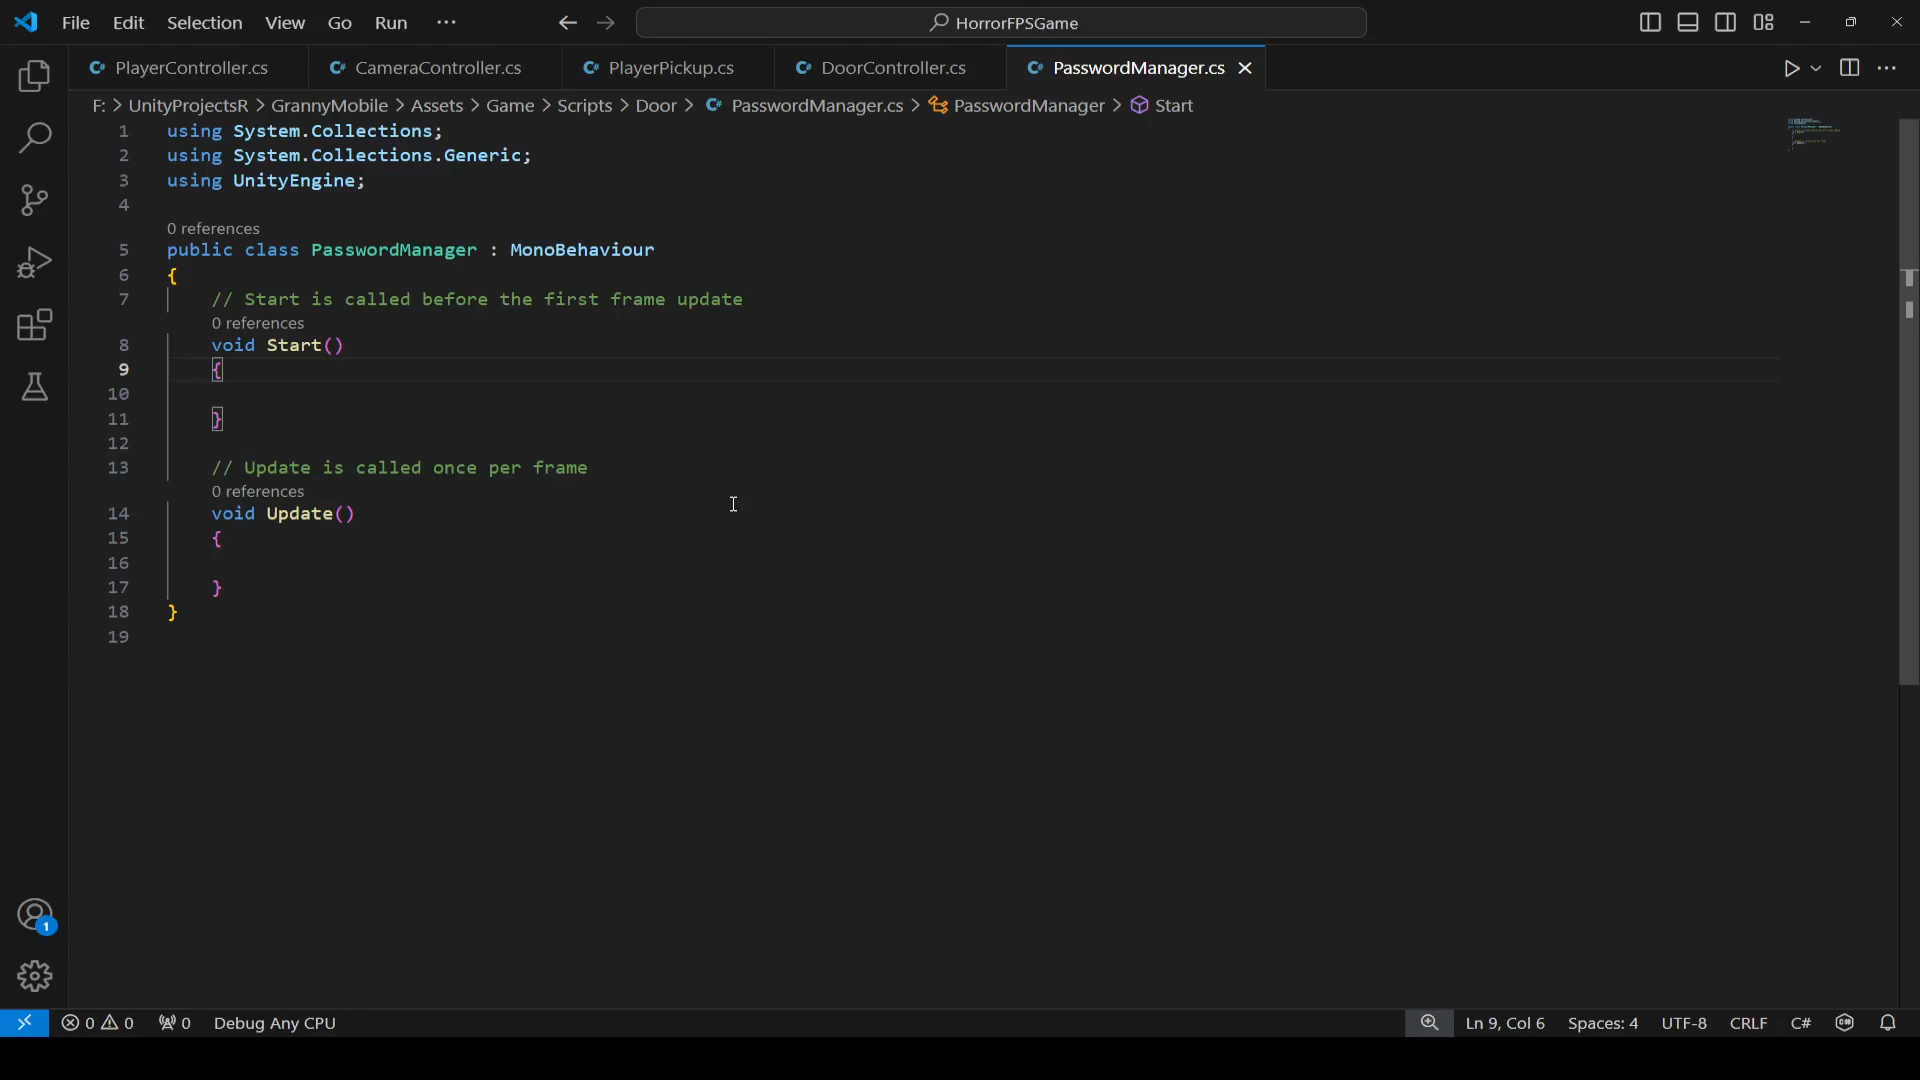 File Edit Selection View Go Run ··· HorrorFPSGame
PlayerController.cs CameraController.cs PlayerPickup.cs DoorController.cs PasswordManager.cs
F: > UnityProjectsR > GrannyMobile > Assets > Game > Scripts > Door > PasswordManager.cs > PasswordManager > Start
1 using System.Collections;
2 using System.Collections.Generic;
3 using UnityEngine;
4
0 references
5 public class PasswordManager : MonoBehaviour
6 {
7 // Start is called before the first frame update
0 references
8 void Start()
9 {
10
11 }
12
13 // Update is called once per frame
0 references
14 void Update()
15 {
16
17 }
18 }
19
1
0 0 0 Debug Any CPU Ln 9, Col 6 Spaces: 4 UTF-8 CRLF C#